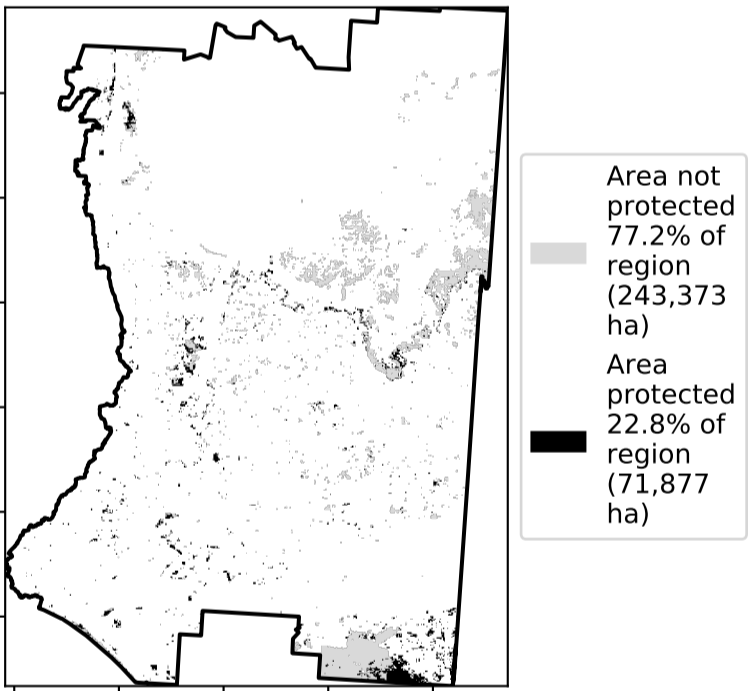 Area not
protected
77.2% of
region
(243,373
ha)
Area
protected
22.8% of
region
(71,877
ha)